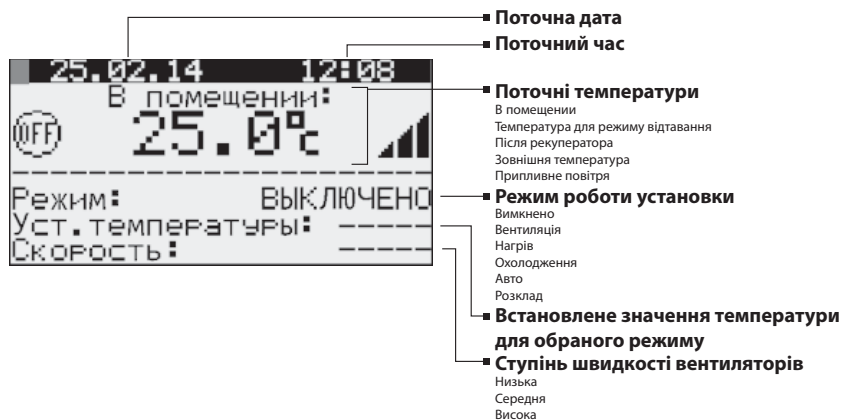 Поточна дата
Поточний час
25.02.14 12:08
В помещении:
25.0°c
OFF
Режим: ВЫКЛЮЧЕНО
Уст.температуры: -----
Скорость: -----
Поточні температури
В помещении
Температура для режиму відтавання
Після рекуператора
Зовнішня температура
Припливне повітря
Режим роботи установки
Вимкнено
Вентиляція
Нагрів
Охолодження
Авто
Розклад
Встановлене значення температури
для обраного режиму
Ступінь швидкості вентиляторів
Низька
Середня
Висока